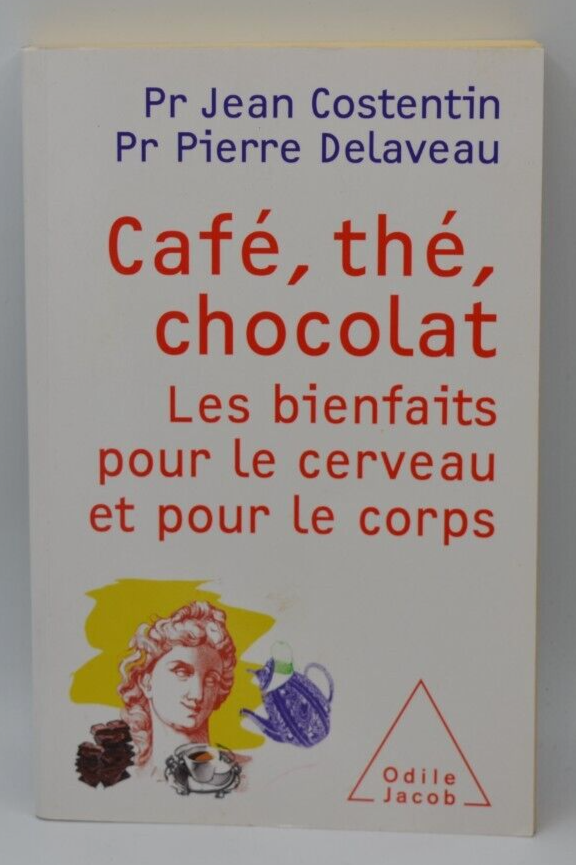 Pr Jean Costentin
Pr Pierre Delaveau
Café, thé,
chocolat
Les bienfaits
pour le cerveau
et pour le corps
Odile
Jacob